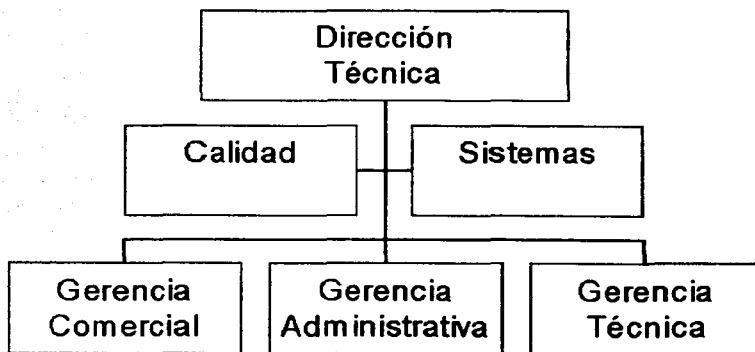 Dirección
Técnica
Calidad
Sistemas
Gerencia
Comercial
Gerencia
Administrativa
Gerencia
Técnica